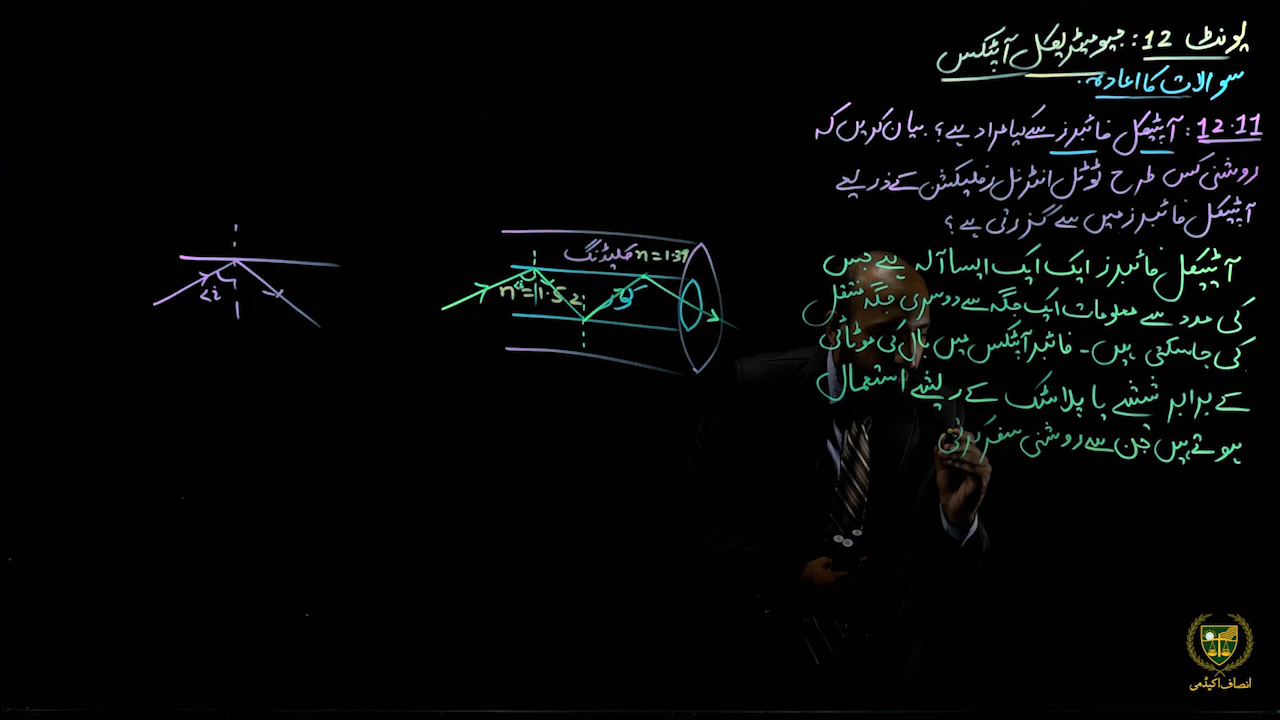 یونٹ 12: جیومیٹریکل آپٹکس
سوالات کا اعادہ:
12.11: آپٹیکل فائبرز سے کیا مراد ہے؟ بیان کریں کہ
روشنی کس طرح ٹوٹل انٹرنل رفلیکشن کے ذریعے
آپٹیکل فائبرز میں سے گزرتی ہے؟
آپٹیکل فائبرز ایک ایک ایسا آلہ ہے جس
کی مدد سے معلومات ایک جگہ سے دوسری جگہ منتقل
کی جاسکتی ہیں۔ فائبر آپٹکس میں بال کی موٹائی
کے برابر شیشے یا پلاسٹک کے ریشے استعمال
ہوتے ہیں جن سے روشنی سفر کرتی
کلیڈنگ n=1.39
n=1.52
<i
انصاف اکیڈمی